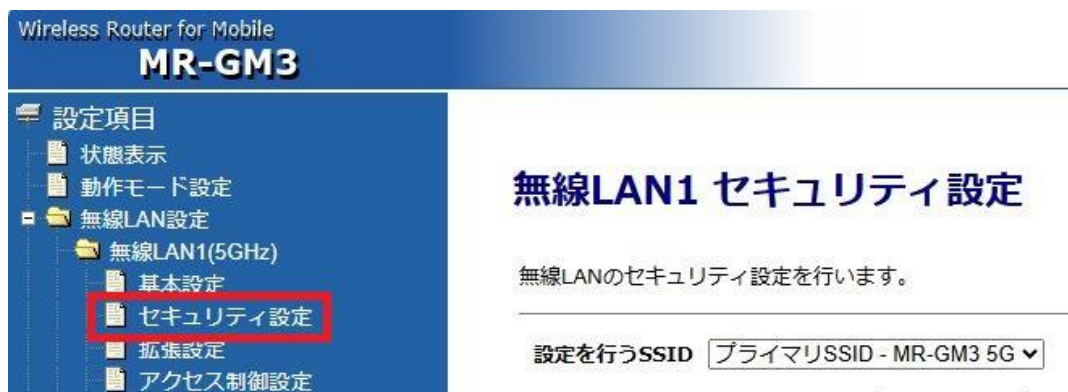 Wireless Router for Mobile
MR-GM3
設定項目
状態表示
動作モード設定
無線LAN設定
無線LAN1(5GHz)
基本設定
セキュリティ設定
拡張設定
アクセス制御設定
無線LAN1 セキュリティ設定
無線LANのセキュリティ設定を行います。
設定を行うSSID プライマリSSID - MR-GM3 5G